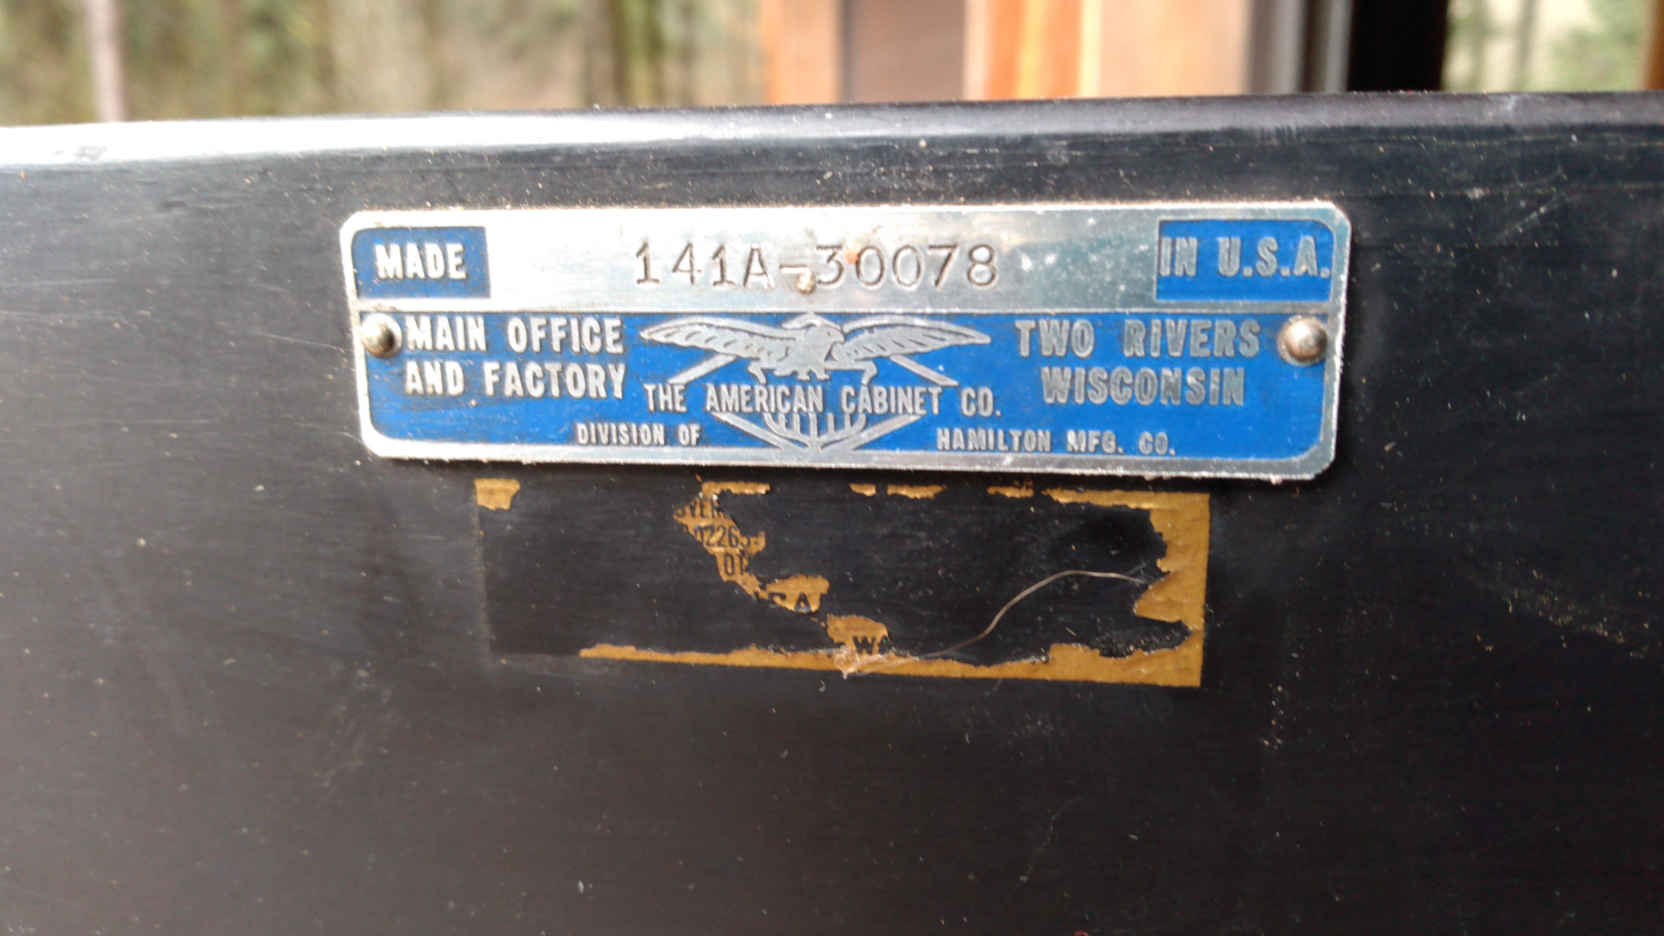 MADE 141A-30078 IN U.S.A.
MAIN OFFICE
AND FACTORY
THE AMERICAN CABINET CO.
TWO RIVERS
WISCONSIN
DIVISION OF HAMILTON MFG. CO.